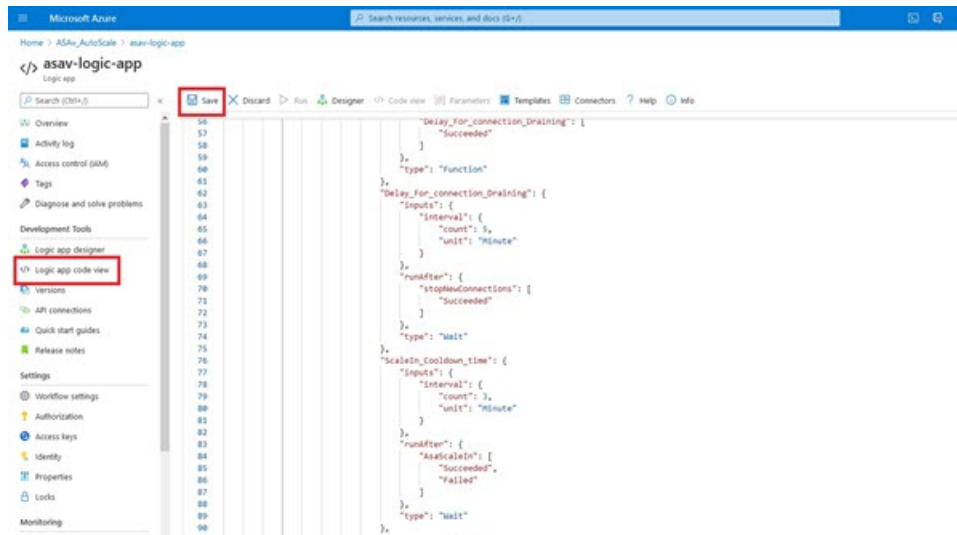 Microsoft Azure
Search resources, services, and docs (G+/)
Home > ASAv_AutoScale > asav-logic-app
</> asav-logic-app
Logic app
Search (Ctrl+/)
«
Save
Discard
Run
Designer
</> Code view
Parameters
Templates
Connectors
? Help
Info
Overview
Activity log
Access control (IAM)
Tags
Diagnose and solve problems
Development Tools
Logic app designer
</> Logic app code view
Versions
API connections
Quick start guides
Release notes
Settings
Workflow settings
Authorization
Access keys
Identity
Properties
Locks
Monitoring
56 "Delay_For_connection_Draining": [
57 "Succeeded"
58 ]
59 },
60 "type": "Function"
61 },
62 "Delay_For_connection_Draining": {
63 "inputs": {
64 "interval": {
65 "count": 5,
66 "unit": "Minute"
67 }
68 },
69 "runAfter": {
70 "stopNewConnections": [
71 "Succeeded"
72 ]
73 },
74 "type": "Wait"
75 },
76 "ScaleIn_Cooldown_time": {
77 "inputs": {
78 "interval": {
79 "count": 3,
80 "unit": "Minute"
81 }
82 },
83 "runAfter": {
84 "AsaScaleIn": [
85 "Succeeded",
86 "Failed"
87 ]
88 },
89 "type": "Wait"
90 },